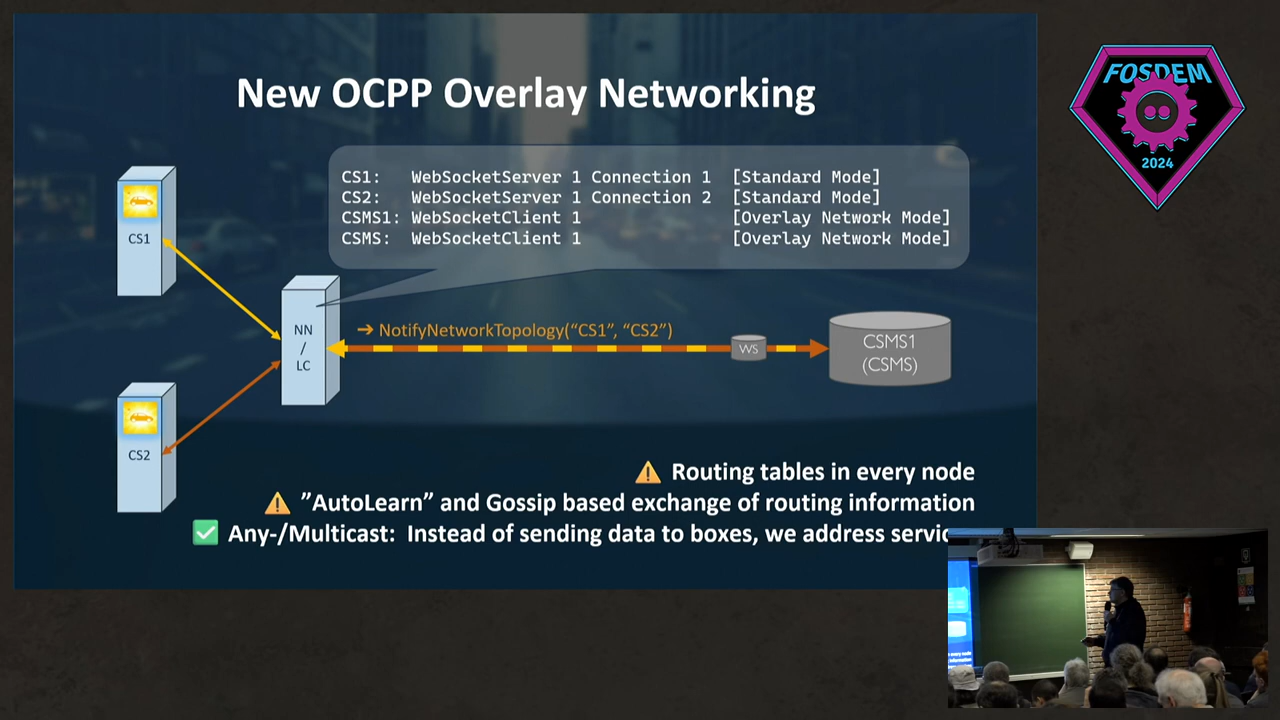 New OCPP Overlay Networking
FOSDEM
2024
CS1: WebSocketServer 1 Connection 1 [Standard Mode]
CS2: WebSocketServer 1 Connection 2 [Standard Mode]
CSMS1: WebSocketClient 1 [Overlay Network Mode]
CSMS: WebSocketClient 1 [Overlay Network Mode]
CS1
NN
/
LC
→ NotifyNetworkTopology("CS1", "CS2")
WS
CSMS1
(CSMS)
CS2
Routing tables in every node
"AutoLearn" and Gossip based exchange of routing information
Any-/Multicast: Instead of sending data to boxes, we address